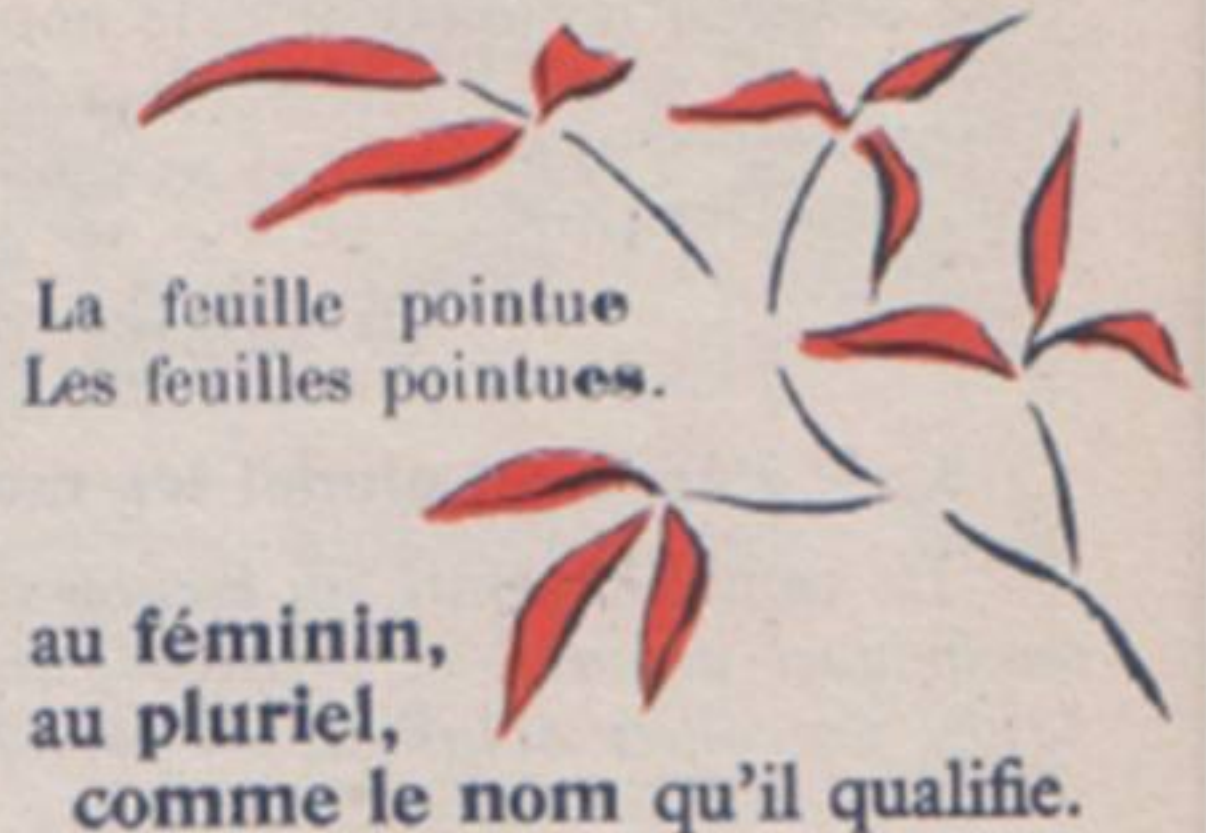 La feuille pointue
Les feuilles pointues.
au féminin,
au pluriel,
comme le nom qu'il qualifie.